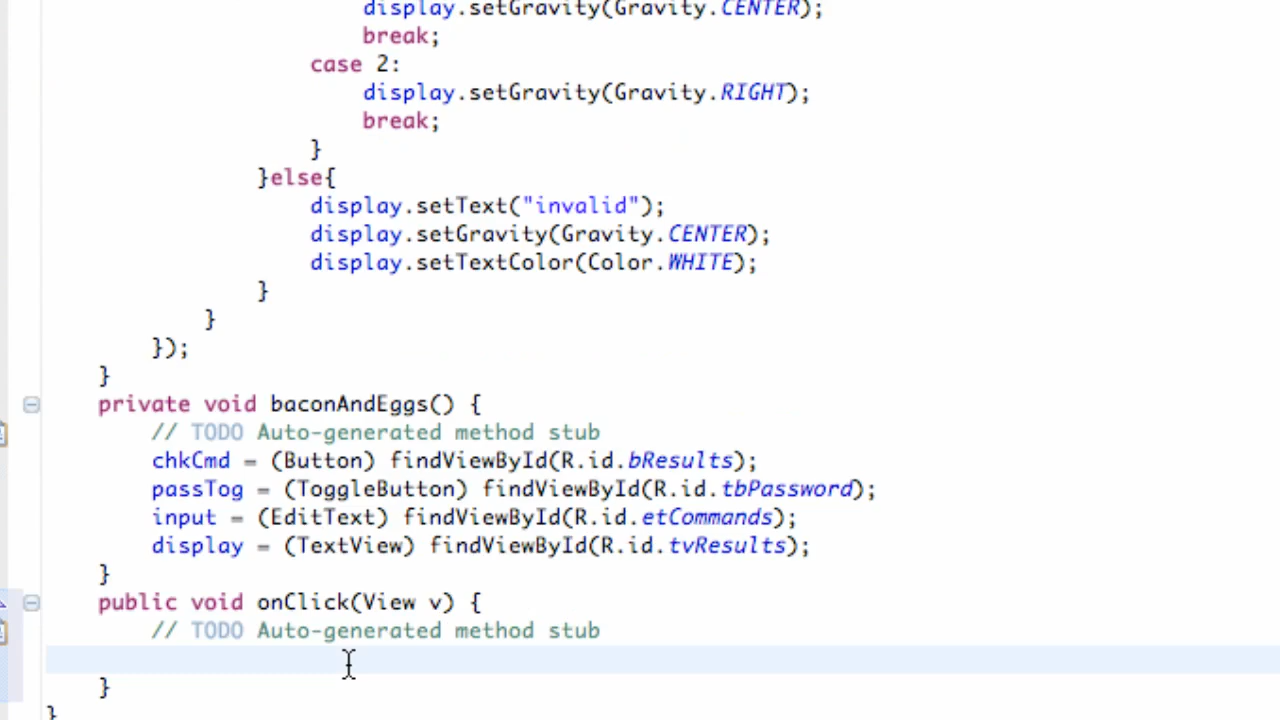 display.setGravity(Gravity.CENTER);
break;
case 2:
display.setGravity(Gravity.RIGHT);
break;
}
}else{
display.setText("invalid");
display.setGravity(Gravity.CENTER);
display.setTextColor(Color.WHITE);
}
}
});
}
private void baconAndEggs() {
// TODO Auto-generated method stub
chkCmd = (Button) findViewById(R.id.bResults);
passTog = (ToggleButton) findViewById(R.id.tbPassword);
input = (EditText) findViewById(R.id.etCommands);
display = (TextView) findViewById(R.id.tvResults);
}
public void onClick(View v) {
// TODO Auto-generated method stub
}
}